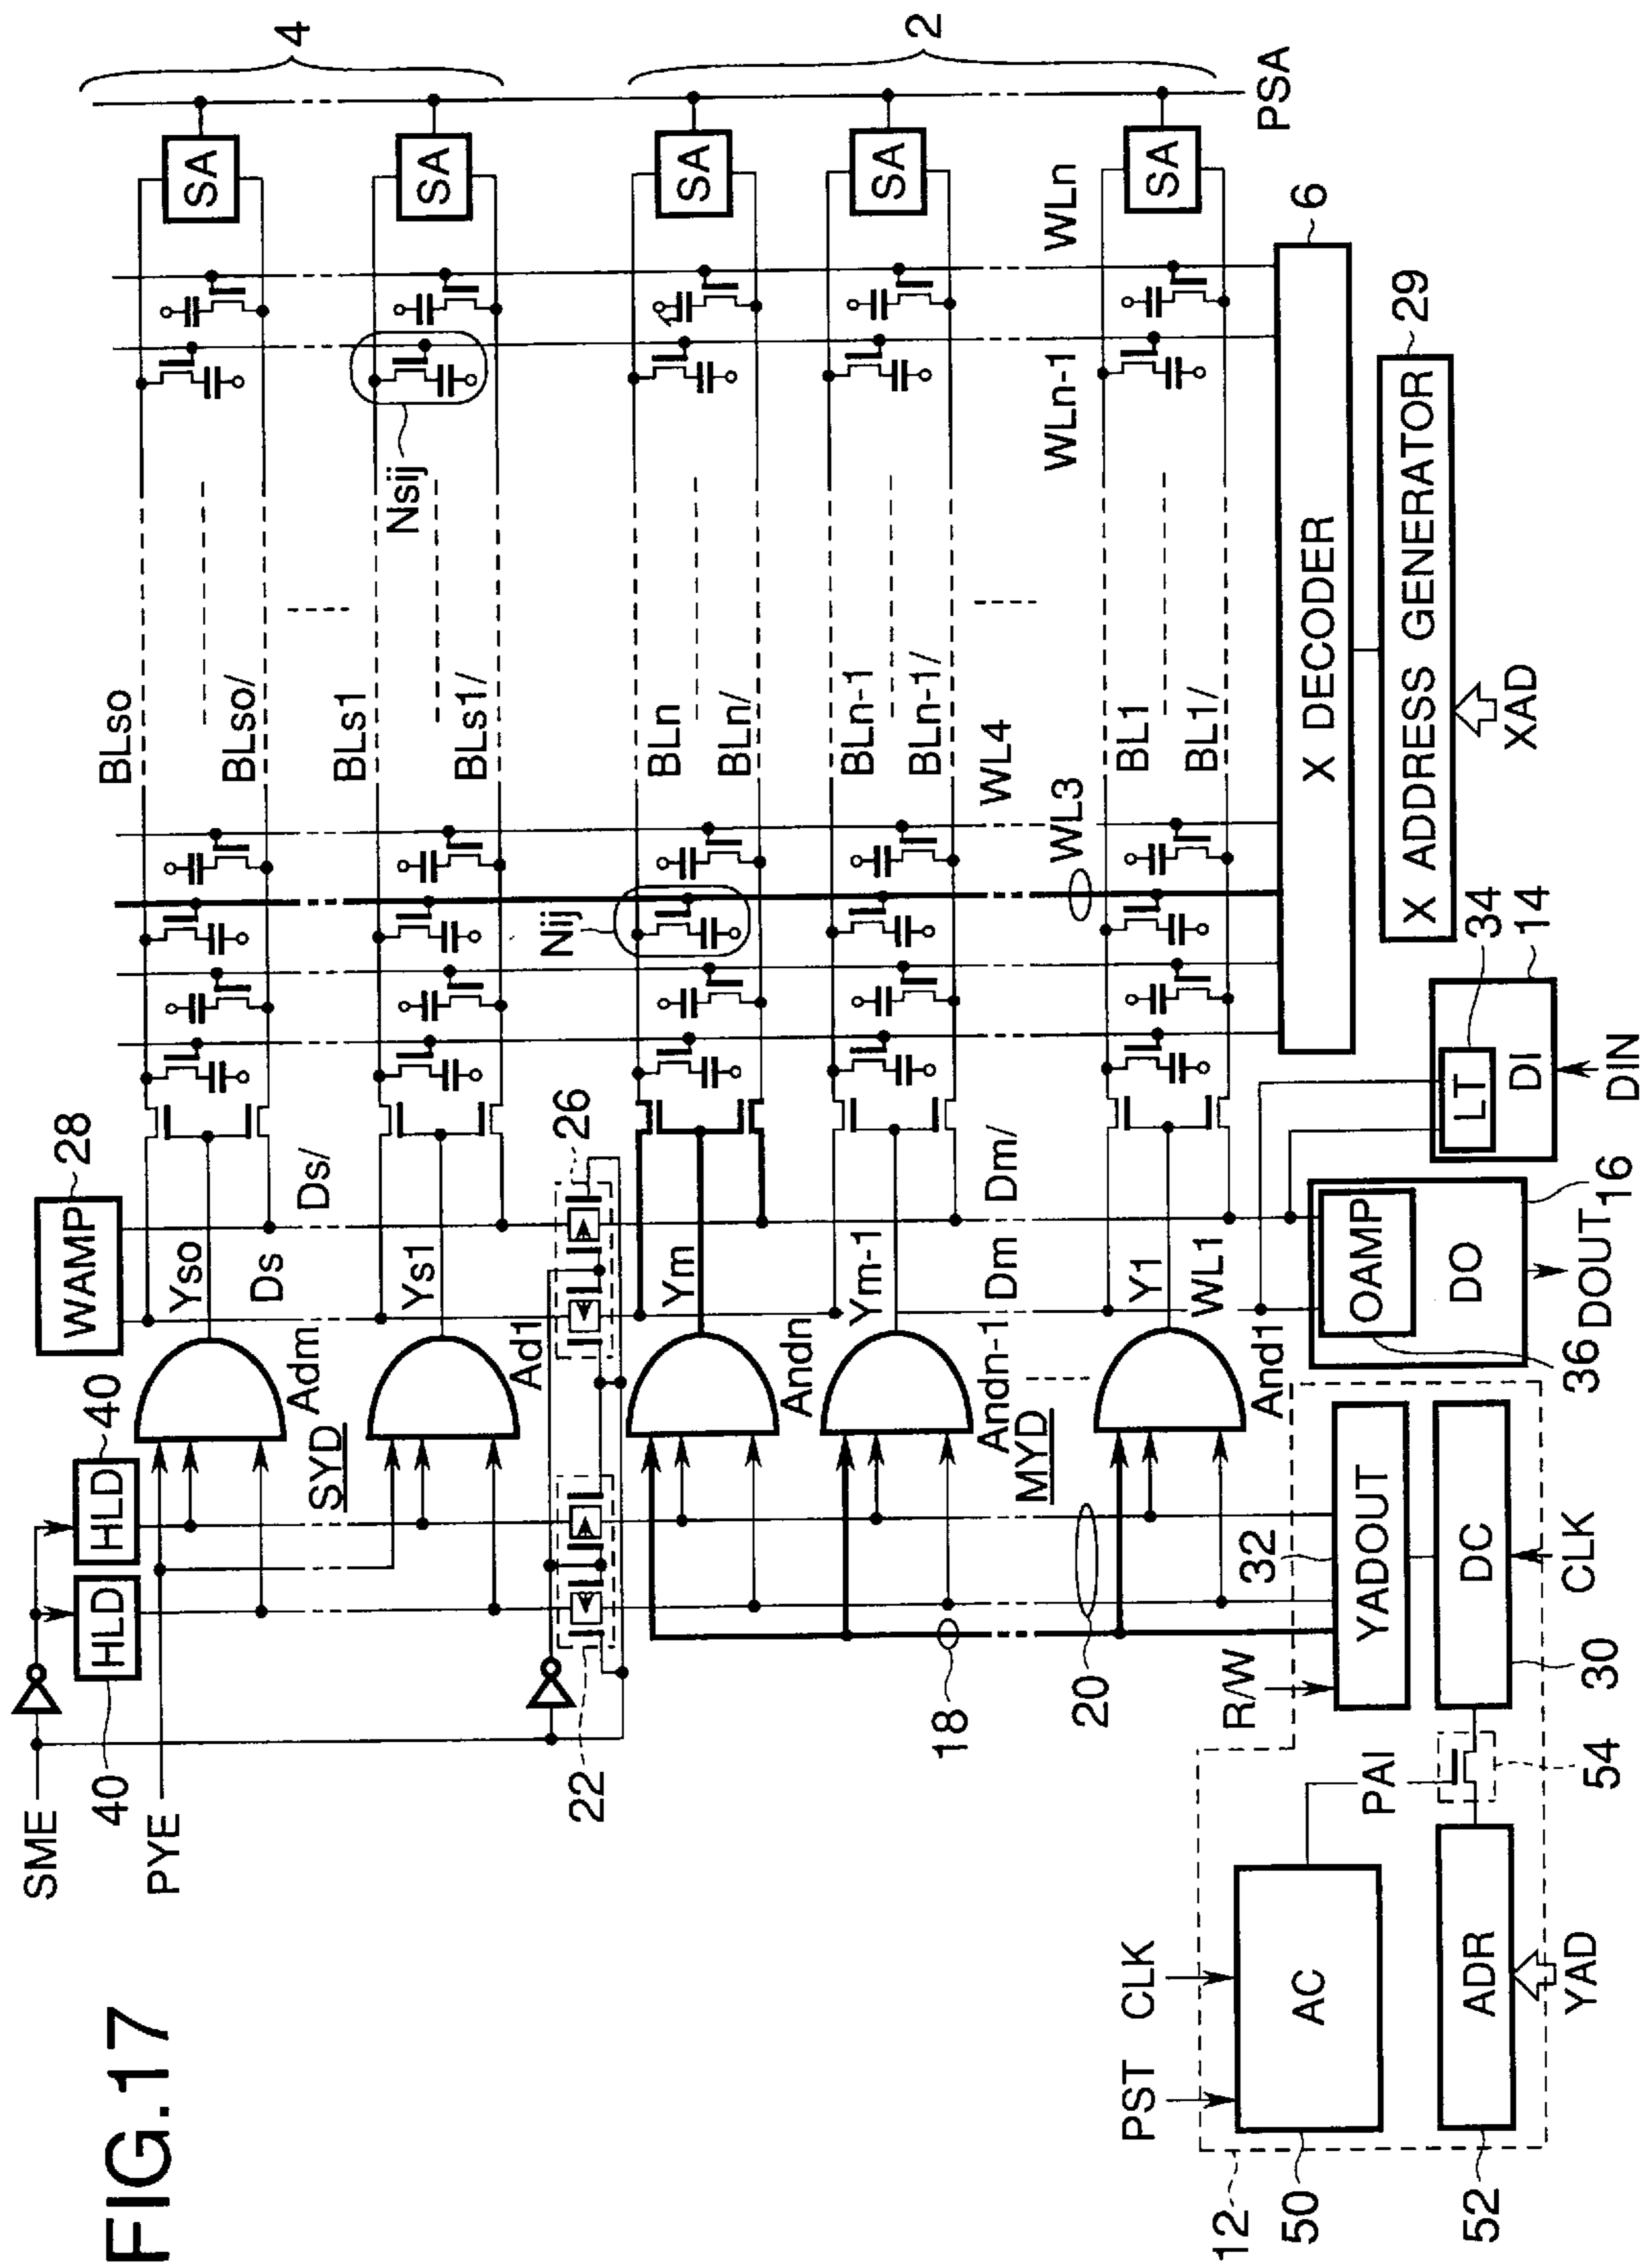 FIG.17
SME
PYE
40
HLD
HLD
40
WAMP
28
4
SYD
Adm
Yso
Ds
Ds/
BLso
BLso/
SA
Ad1
Ys1
BLs1
BLs1/
Nsij
SA
22
26
Nij
Andn
Ym
BLn
BLn/
SA
2
18
Andn-1
Ym-1
Dm
Dm/
BLn-1
BLn-1/
SA
MYD
20
WL4
WL3
WLn-1
WLn
And1
Y1
WL1
BL1
BL1/
SA
PSA
12
50
PST
CLK
AC
PAI
R/W
32
YADOUT
36
OAMP
DO
DOUT
16
34
LT
DI
14
DIN
X DECODER
6
X ADDRESS GENERATOR
29
XAD
52
ADR
YAD
54
30
DC
CLK